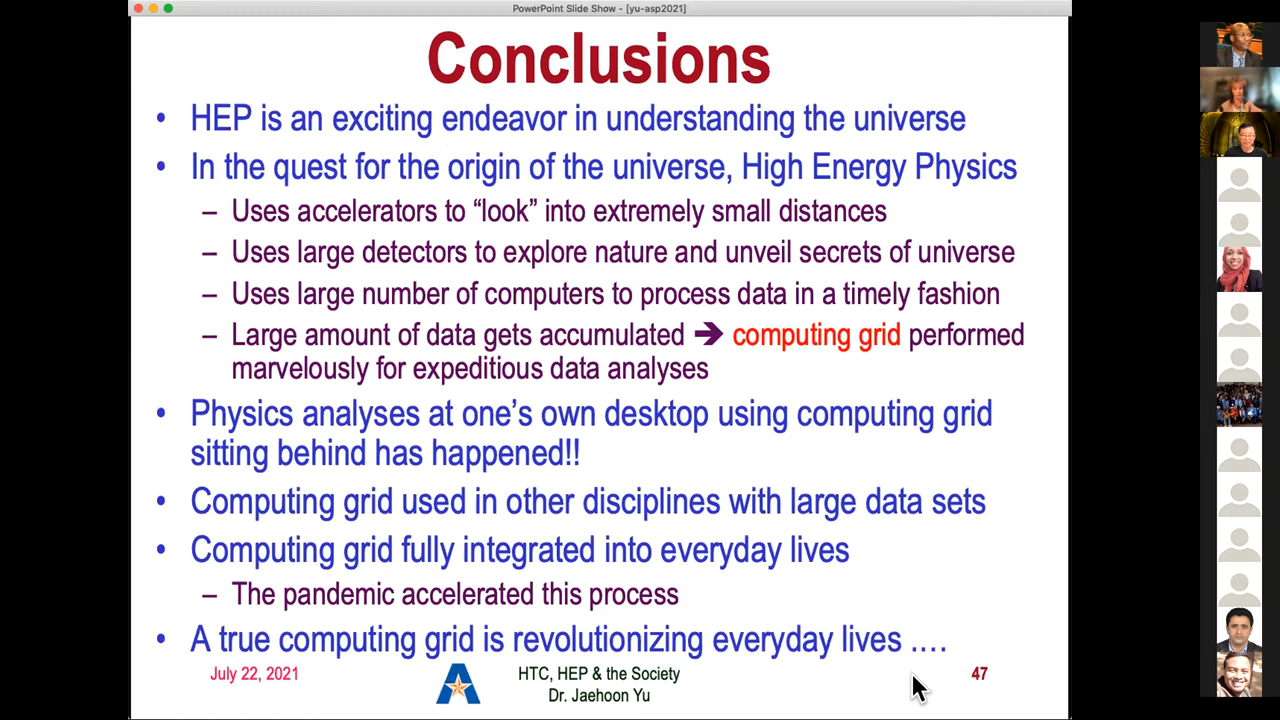 PowerPoint Slide Show - [yu-asp2021]
Conclusions
• HEP is an exciting endeavor in understanding the universe
• In the quest for the origin of the universe, High Energy Physics
– Uses accelerators to “look” into extremely small distances
– Uses large detectors to explore nature and unveil secrets of universe
– Uses large number of computers to process data in a timely fashion
– Large amount of data gets accumulated ➔ computing grid performed
marvelously for expeditious data analyses
• Physics analyses at one’s own desktop using computing grid
sitting behind has happened!!
• Computing grid used in other disciplines with large data sets
• Computing grid fully integrated into everyday lives
– The pandemic accelerated this process
• A true computing grid is revolutionizing everyday lives ….
July 22, 2021
HTC, HEP & the Society
Dr. Jaehoon Yu
47